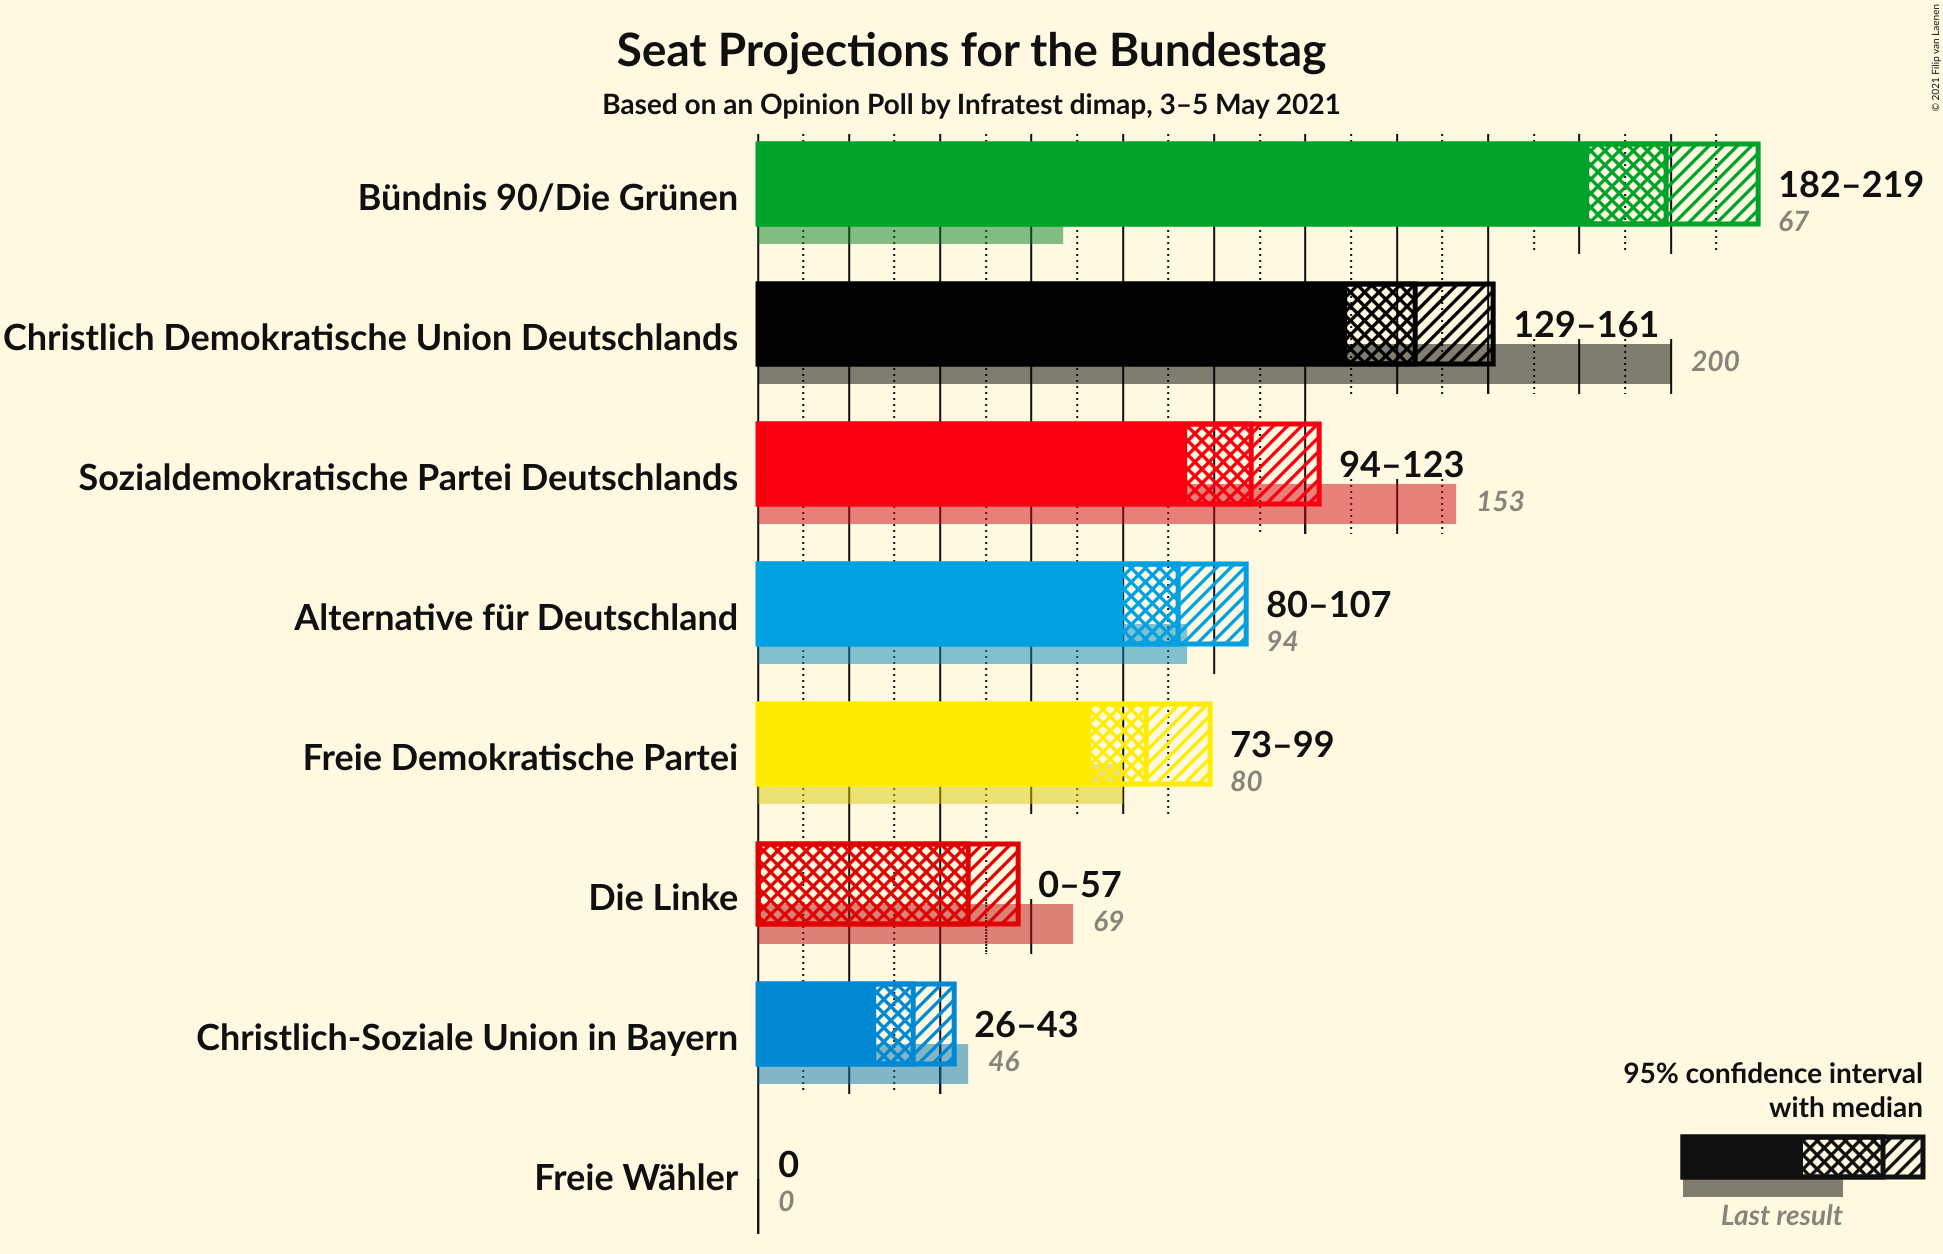 Seat Projections for the Bundestag
Based on an Opinion Poll by Infratest dimap, 3–5 May 2021
© 2021 Filip van Laenen
Bündnis 90/Die Grünen
182–219
67
Christlich Demokratische Union Deutschlands
129–161
200
Sozialdemokratische Partei Deutschlands
94–123
153
Alternative für Deutschland
80–107
94
Freie Demokratische Partei
73–99
80
Die Linke
0–57
69
Christlich-Soziale Union in Bayern
26–43
46
Freie Wähler
0
0
95% confidence interval
with median
Last result